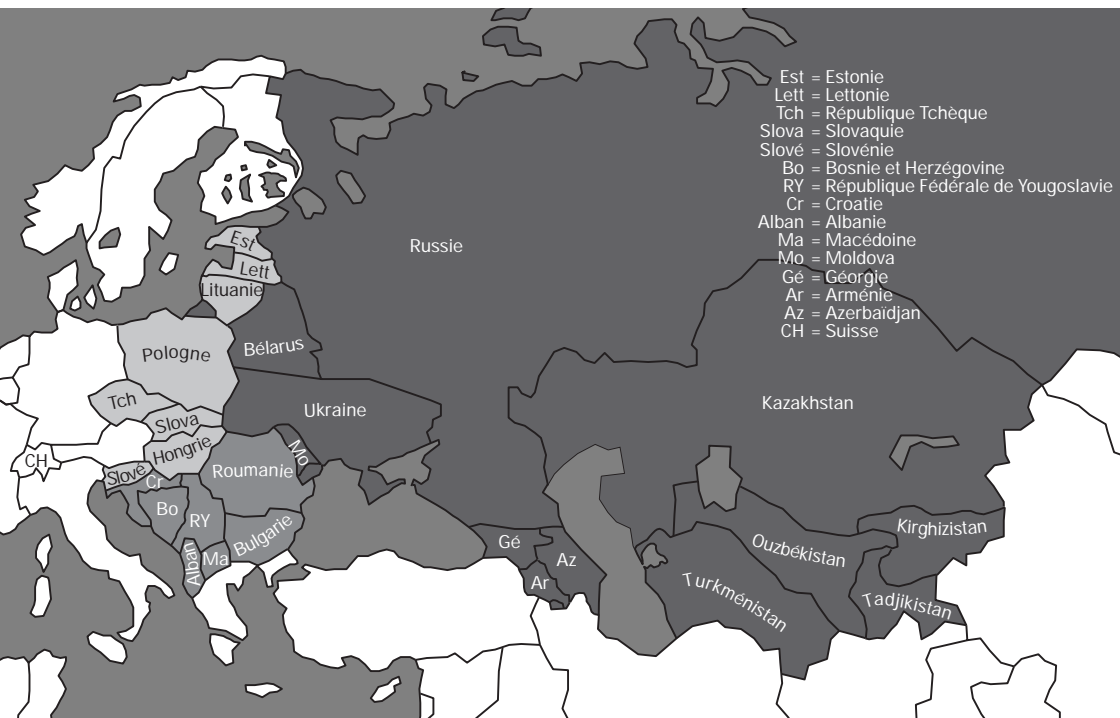 Est = Estonie
Lett = Lettonie
Tch = République Tchèque
Slova = Slovaquie
Slové = Slovénie
Bo = Bosnie et Herzégovine
RY = République Fédérale de Yougoslavie
Cr = Croatie
Alban = Albanie
Ma = Macédoine
Mo = Moldova
Gé = Géorgie
Ar = Arménie
Az = Azerbaïdjan
CH = Suisse
Russie
Est
Lett
Lituanie
Bélarus
Pologne
Tch
Slova
Ukraine
Kazakhstan
Hongrie
Mo
CH
Slové
Cr
Roumanie
Bo
RY
Bulgarie
Alban
Ma
Gé
Az
Ar
Kirghizistan
Ouzbékistan
Turkménistan
Tadjikistan